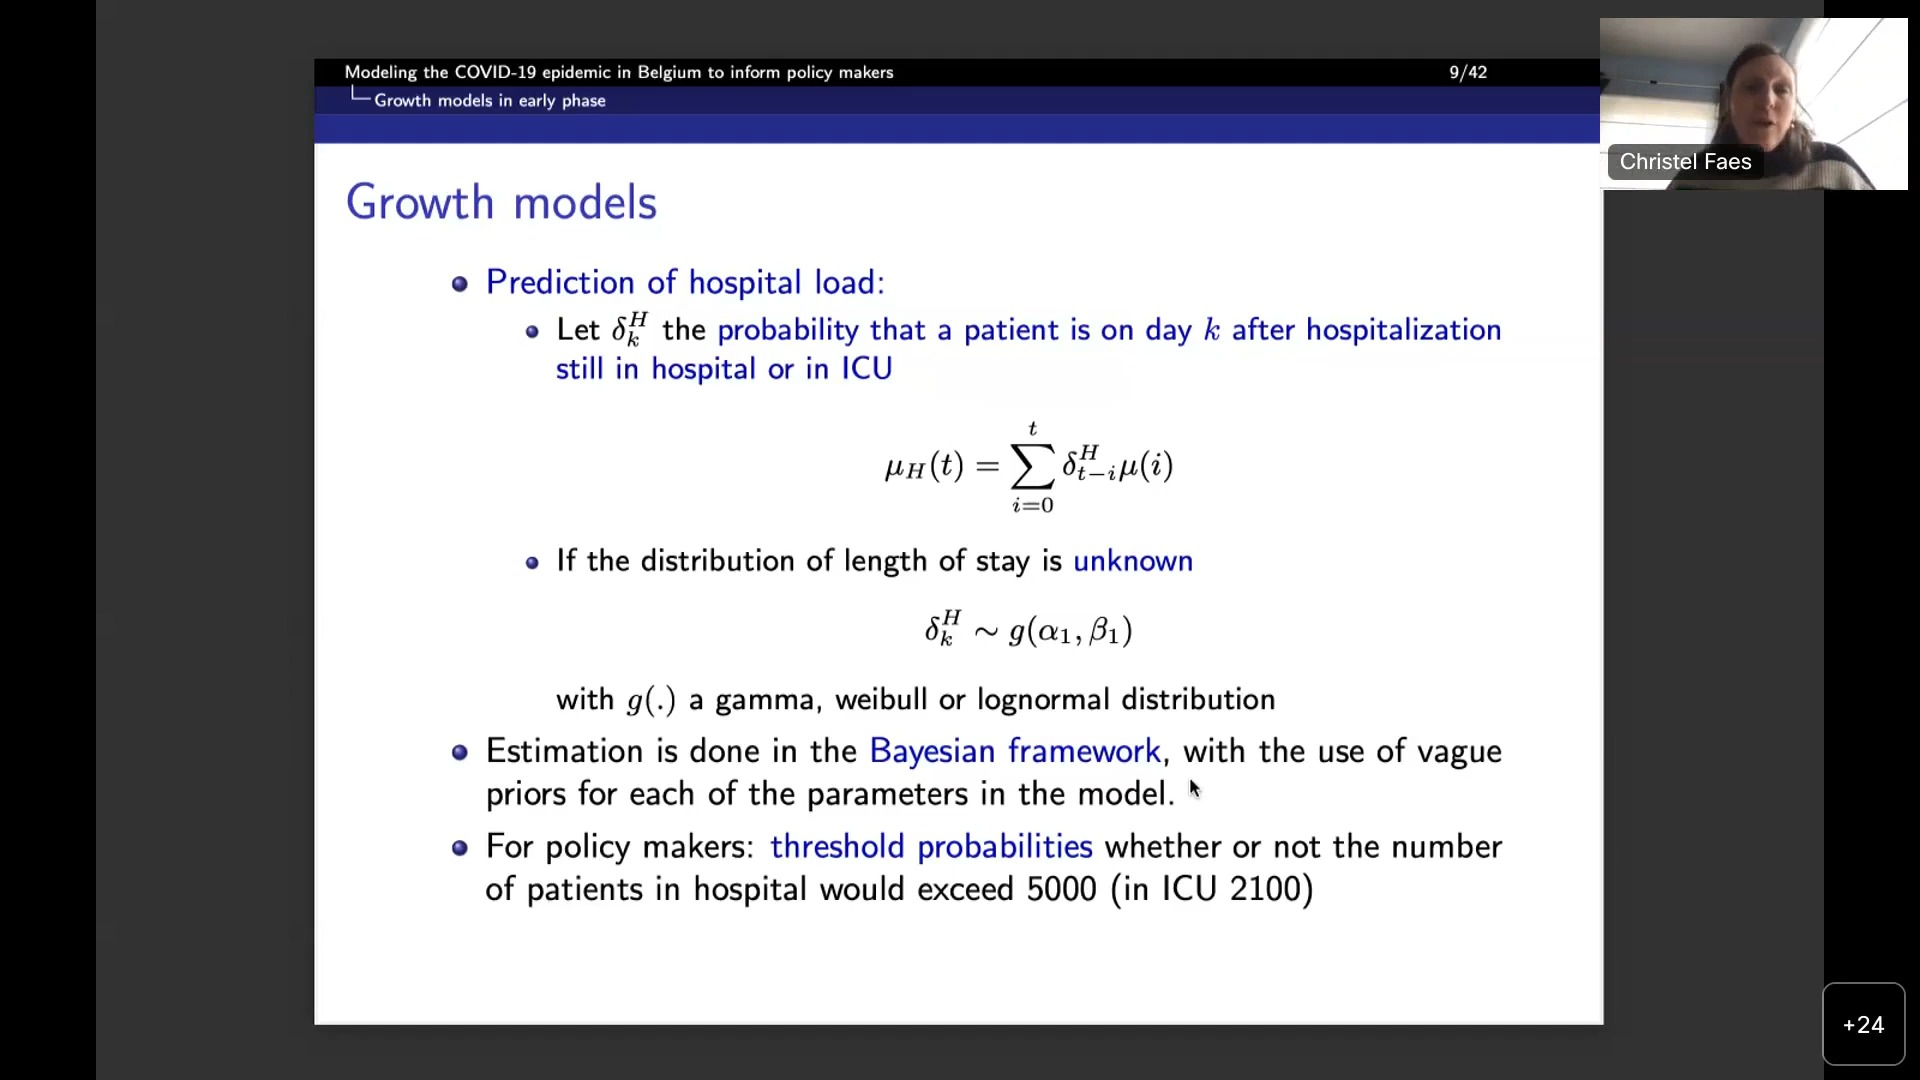 Modeling the COVID-19 epidemic in Belgium to inform policy makers 9/42
Growth models in early phase
Christel Faes
Growth models
Prediction of hospital load:
Let δ_k^H the probability that a patient is on day k after hospitalization
still in hospital or in ICU
μ_H(t) = ∑_{i=0}^{t} δ_{t−i}^H μ(i)
If the distribution of length of stay is unknown
δ_k^H ∼ g(α₁, β₁)
with g(.) a gamma, weibull or lognormal distribution
Estimation is done in the Bayesian framework, with the use of vague
priors for each of the parameters in the model.
For policy makers: threshold probabilities whether or not the number
of patients in hospital would exceed 5000 (in ICU 2100)
+24